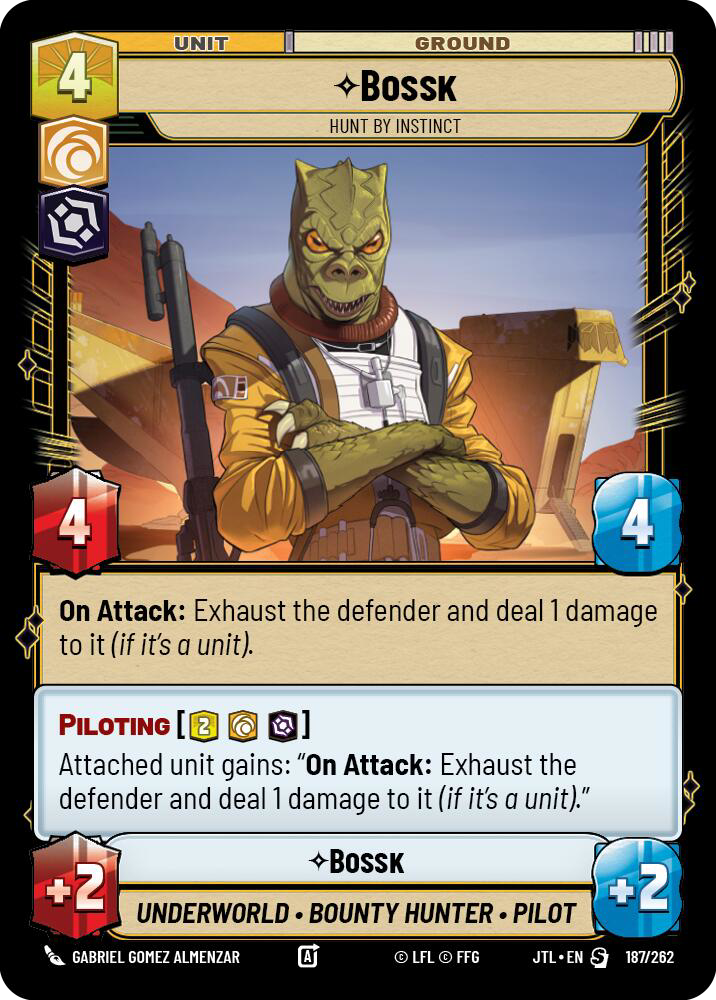 UNIT GROUND
4
✧BOSSK
HUNT BY INSTINCT
4 4
On Attack: Exhaust the defender and deal 1 damage
to it (if it's a unit).
PILOTING [2 ]
Attached unit gains: “On Attack: Exhaust the
defender and deal 1 damage to it (if it's a unit).”
+2 ✧BOSSK +2
UNDERWORLD • BOUNTY HUNTER • PILOT
GABRIEL GOMEZ ALMENZAR A © LFL © FFG JTL • EN S 187/262